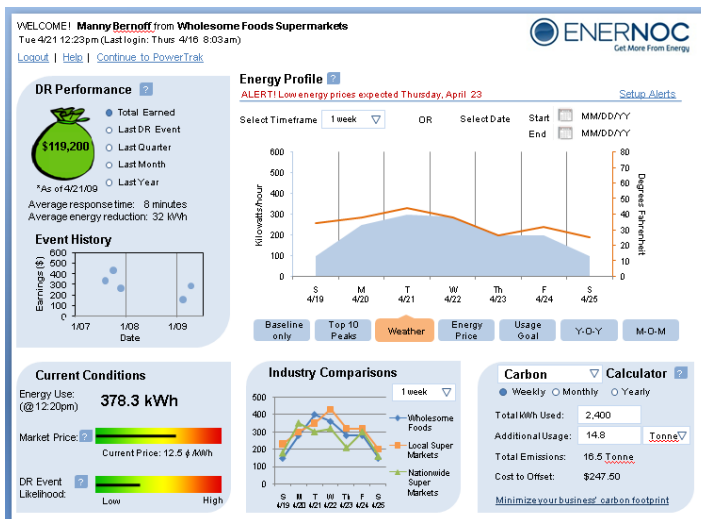 WELCOME! Manny Bernoff from Wholesome Foods Supermarkets
Tue 4/21 12:23pm (Last login: Thurs 4/16 8:03am)
Logout | Help | Continue to PowerTrak
ENERNOC
Get More From Energy
DR Performance ?
$119,200
*As of 4/21/09
Total Earned
Last DR Event
Last Quarter
Last Month
Last Year
Average response time: 8 minutes
Average energy reduction: 32 kWh
Event History
Earnings ($)
600
500
400
300
200
100
0
1/07 1/08 1/09
Date
Energy Profile ?
ALERT! Low energy prices expected Thursday, April 23
Setup Alerts
Select Timeframe 1 week OR Select Date Start MM/DD/YY
End MM/DD/YY
Kilowatts/hour
600
500
400
300
200
100
0
80
70
60
50
40
30
20
10
0
Degrees Fahrenheit
S M T W Th F S
4/19 4/20 4/21 4/22 4/23 4/24 4/25
Baseline only
Top 10 Peaks
Weather
Energy Price
Usage Goal
Y-O-Y
M-O-M
Current Conditions
Energy Use:
(@ 12:20pm)
378.3 kWh
Market Price: ?
Current Price: 12.5 ¢ /kWh
DR Event ?
Likelihood:
Low High
Industry Comparisons
1 week
500
400
300
200
100
0
S M T W Th F S
4/19 4/20 4/21 4/22 4/23 4/24 4/25
Wholesome
Foods
Local Super
Markets
Nationwide
Super
Markets
Carbon Calculator ?
Weekly Monthly Yearly
Total kWh Used: 2,400
Additional Usage: 14.8 Tonne
Total Emissions: 16.5 Tonne
Cost to Offset: $247.50
Minimize your business' carbon footprint